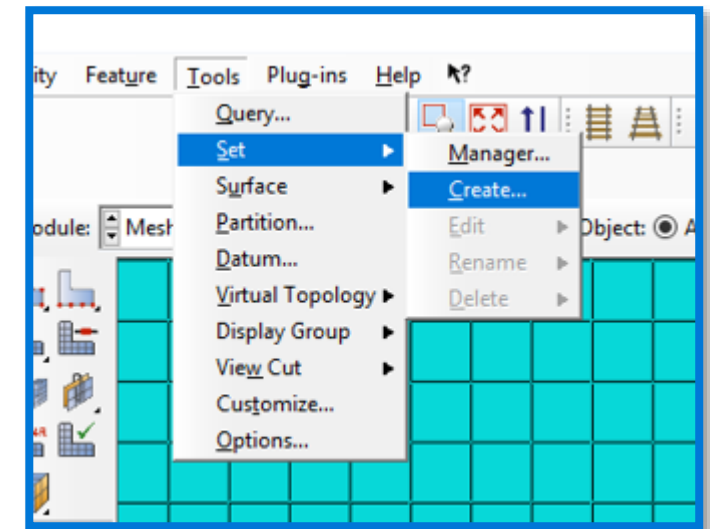 ity Feature Tools Plug-ins Help ?
Query...
Set Manager...
Surface Create...
Partition... Edit
Datum... Rename
Virtual Topology Delete
Display Group
View Cut
Customize...
Options...
odule: Mesh
Object: A